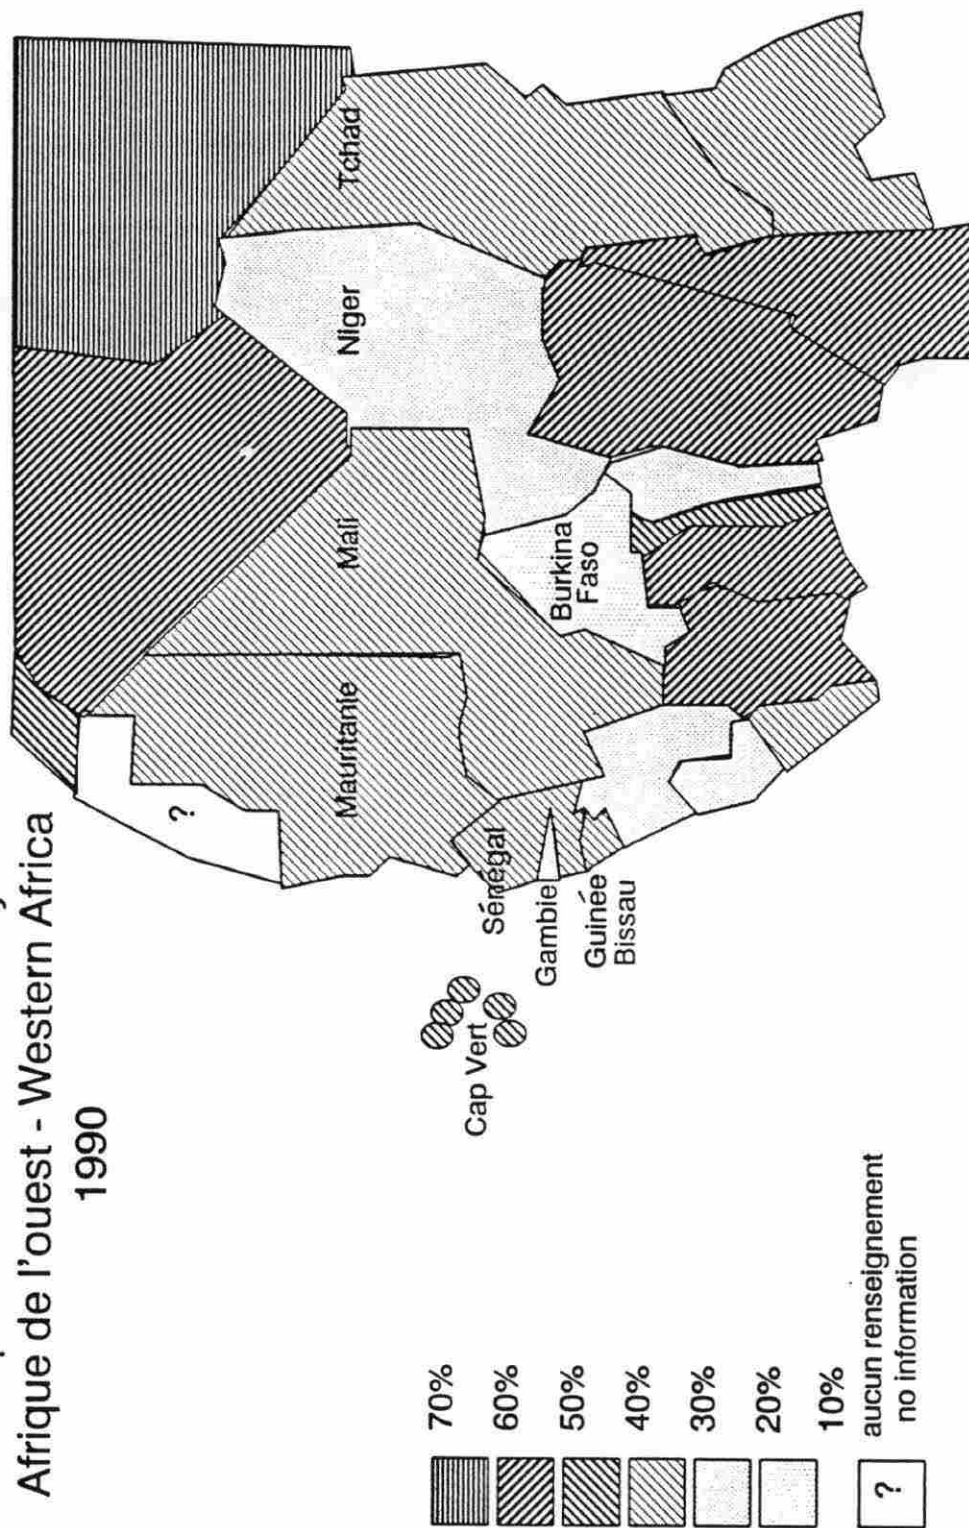 Afrique de l'ouest - Western Africa
1990
?
Mauritanie
Mali
Niger
Tchad
Sénégal
Gambie
Guinée
Bissau
Burkina
Faso
Cap Vert
70%
60%
50%
40%
30%
20%
10%
?
aucun renseignement
no information